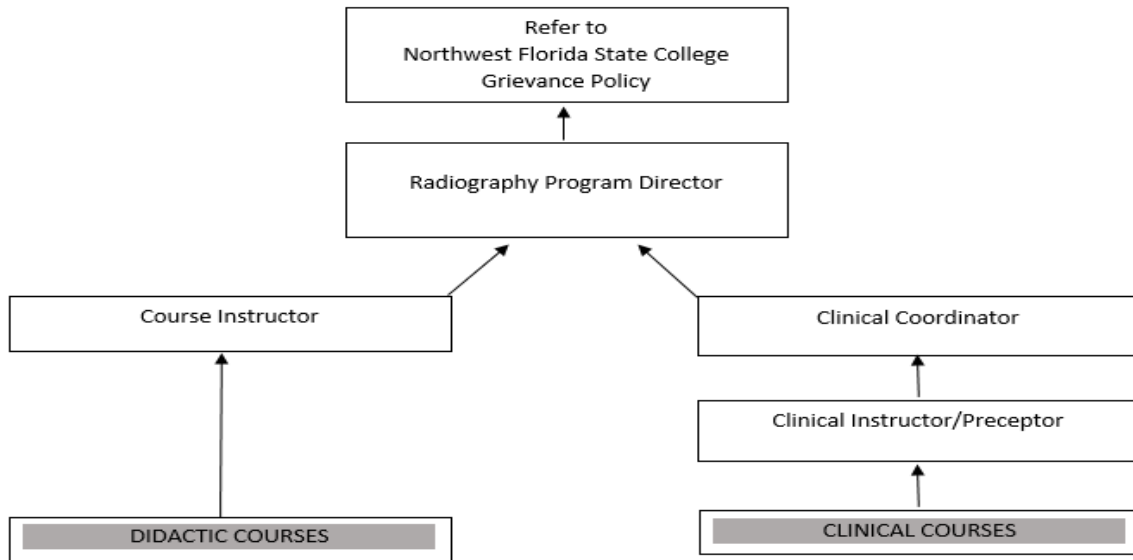 Refer to
Northwest Florida State College
Grievance Policy
Radiography Program Director
Course Instructor
Clinical Coordinator
Clinical Instructor/Preceptor
DIDACTIC COURSES
CLINICAL COURSES